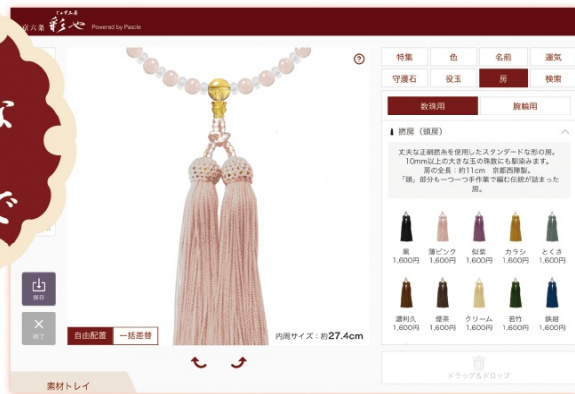 じゅず工房
京六条 彩や Powered by Pascle
?
特集 色 名前 運気
守護石 役玉 房 検索
数珠用 腕輪用
撚房(頭房)
丈夫な正絹撚糸を使用したスタンダードな形の房。
10mm以上の大きな玉の珠数にも馴染みます。
房の全長:約11cm 京都西陣製。
「頭」部分も一つ一つ手作業で編む伝統が詰まった
房。
黒 薄ピンク 似紫 カラシ とくさ
1,600円 1,600円 1,600円 1,600円 1,600円
濃利久 煙茶 クリーム 若竹 鉄紺
1,600円 1,600円 1,600円 1,600円 1,600円
で
保存
終了
自由配置 一括差替
内周サイズ:約27.4cm
素材トレイ
ドラッグ&ドロップ